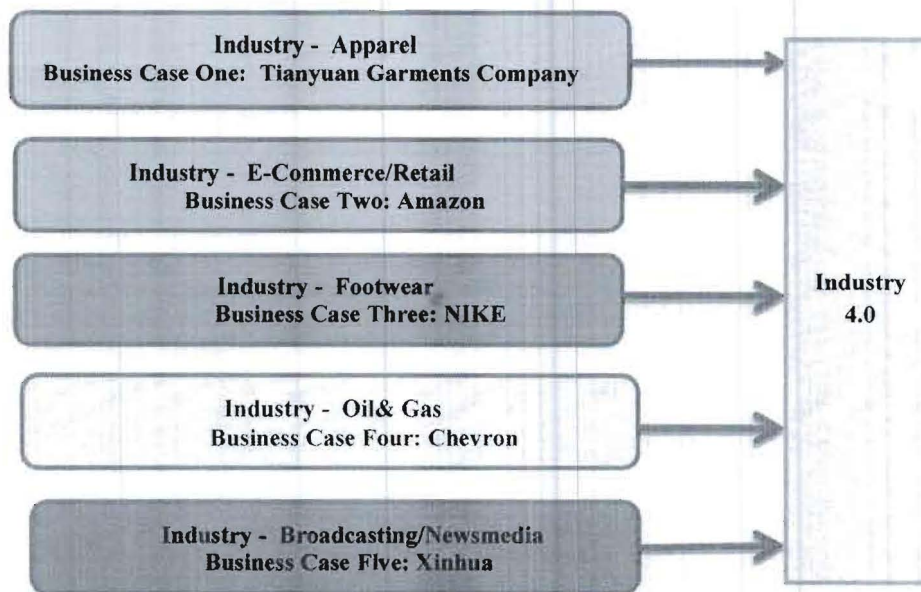 Industry - Apparel
Business Case One: Tianyuan Garments Company
Industry - E-Commerce/Retail
Business Case Two: Amazon
Industry - Footwear
Business Case Three: NIKE
Industry - Oil& Gas
Business Case Four: Chevron
Industry - Broadcasting/Newsmedia
Business Case Five: Xinhua
Industry
4.0